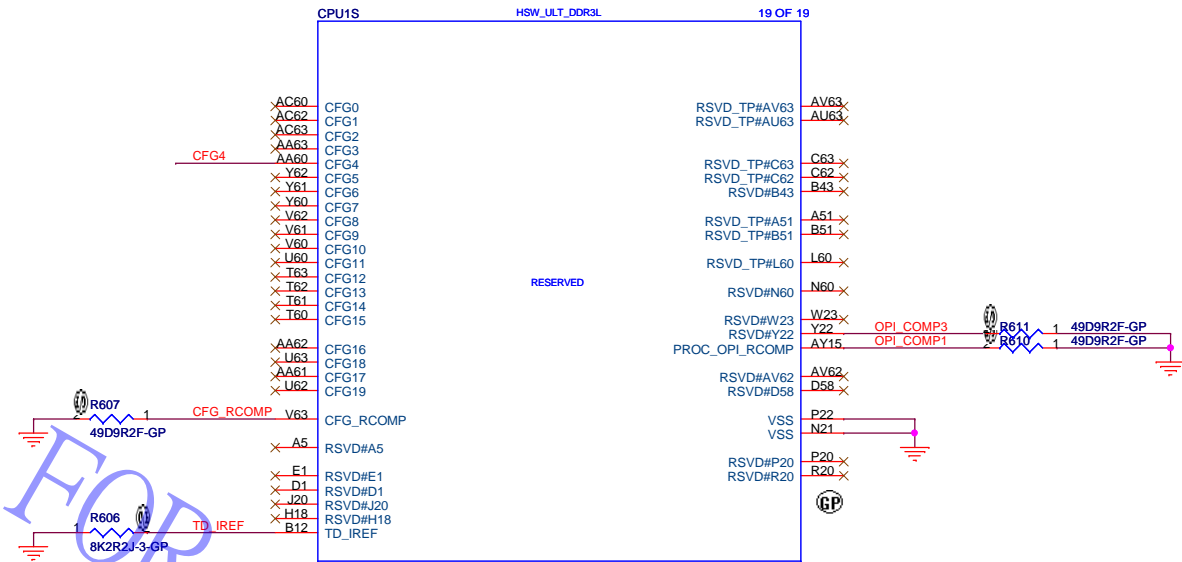 CPU1S HSW_ULT_DDR3L 19 OF 19
AC60 CFG0
AC62 CFG1
AC63 CFG2
AA63 CFG3
CFG4 AA60 CFG4
Y62 CFG5
Y61 CFG6
Y60 CFG7
V62 CFG8
V61 CFG9
V60 CFG10
U60 CFG11
T63 CFG12
T62 CFG13
T61 CFG14
T60 CFG15
AA62 CFG16
U63 CFG18
AA61 CFG17
U62 CFG19
R607 1 CFG_RCOMP V63 CFG_RCOMP
49D9R2F-GP
A5 RSVD#A5
E1 RSVD#E1
D1 RSVD#D1
J20 RSVD#J20
H18 RSVD#H18
R606 1 TD_IREF B12 TD_IREF
8K2R2J-3-GP
RESERVED
RSVD_TP#AV63 AV63
RSVD_TP#AU63 AU63
RSVD_TP#C63 C63
RSVD_TP#C62 C62
RSVD#B43 B43
RSVD_TP#A51 A51
RSVD_TP#B51 B51
RSVD_TP#L60 L60
RSVD#N60 N60
RSVD#W23 W23
RSVD#Y22 Y22 OPI_COMP3 R611 1 49D9R2F-GP
PROC_OPI_RCOMP AY15 OPI_COMP1 R610 1 49D9R2F-GP
RSVD#AV62 AV62
RSVD#D58 D58
VSS P22
VSS N21
RSVD#P20 P20
RSVD#R20 R20
GP
FOR